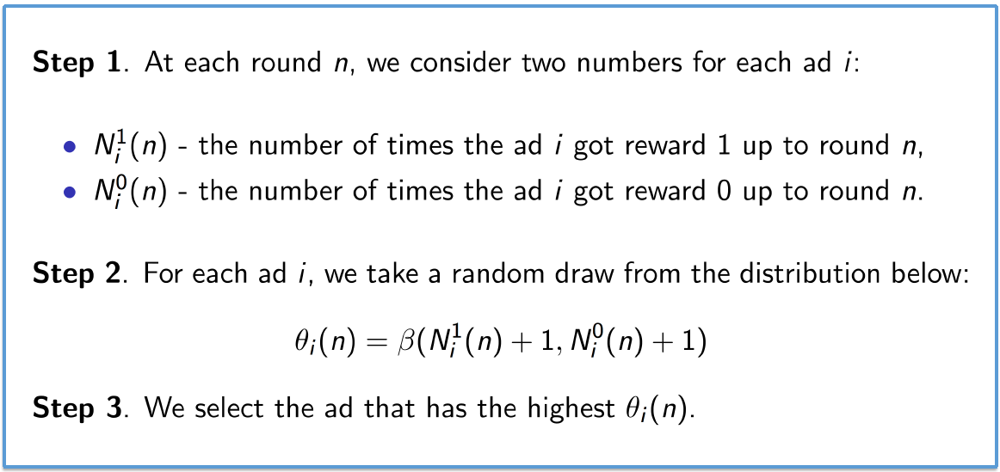 Step 1. At each round n, we consider two numbers for each ad i:
• N_i^1(n) - the number of times the ad i got reward 1 up to round n,
• N_i^0(n) - the number of times the ad i got reward 0 up to round n.
Step 2. For each ad i, we take a random draw from the distribution below:
θ_i(n) = β(N_i^1(n) + 1, N_i^0(n) + 1)
Step 3. We select the ad that has the highest θ_i(n).